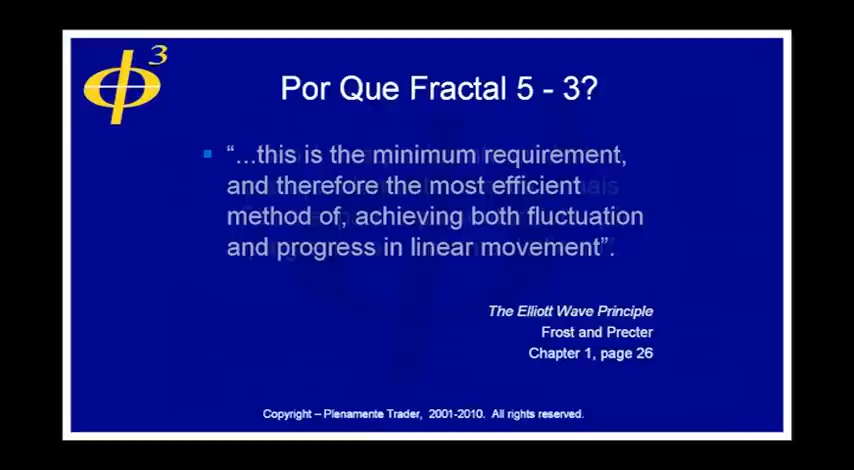 3
Por Que Fractal 5 - 3?
“...this is the minimum requirement,
and therefore the most efficient
method of, achieving both fluctuation
and progress in linear movement”.
The Elliott Wave Principle
Frost and Precter
Chapter 1, page 26
Copyright – Plenamente Trader, 2001-2010. All rights reserved.